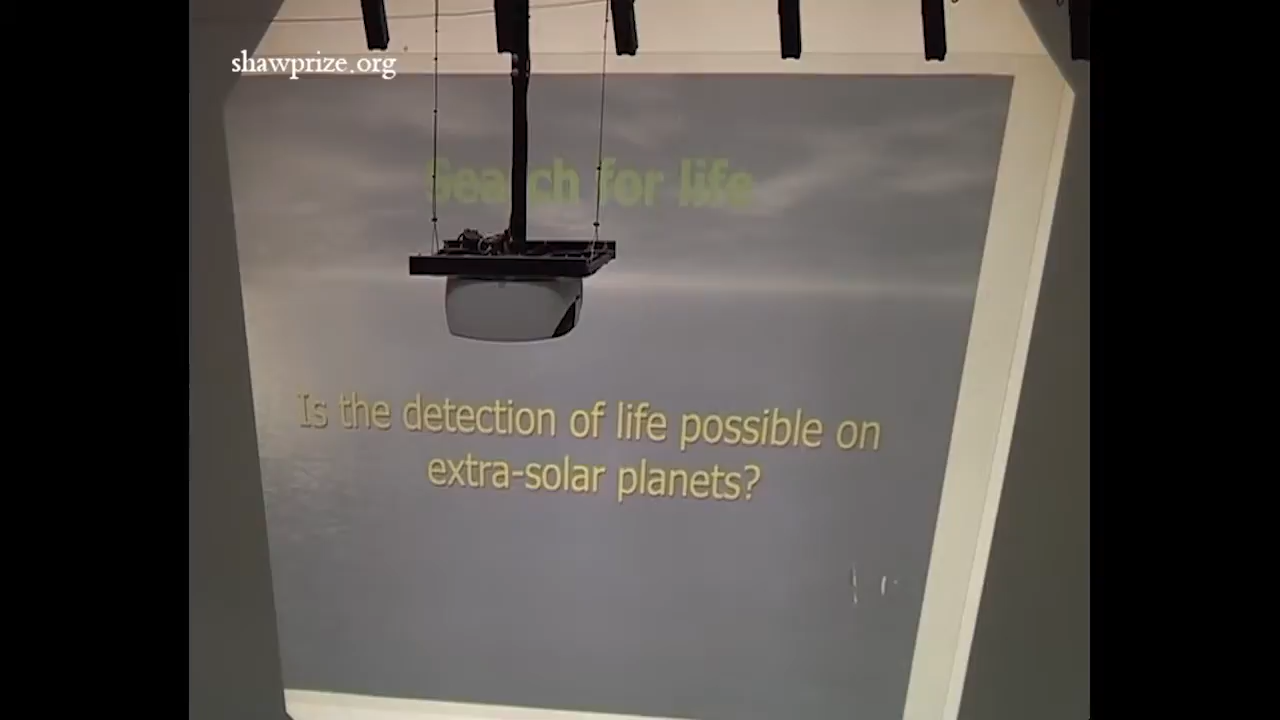 shawprize.org
Search for life
Is the detection of life possible on
extra-solar planets?